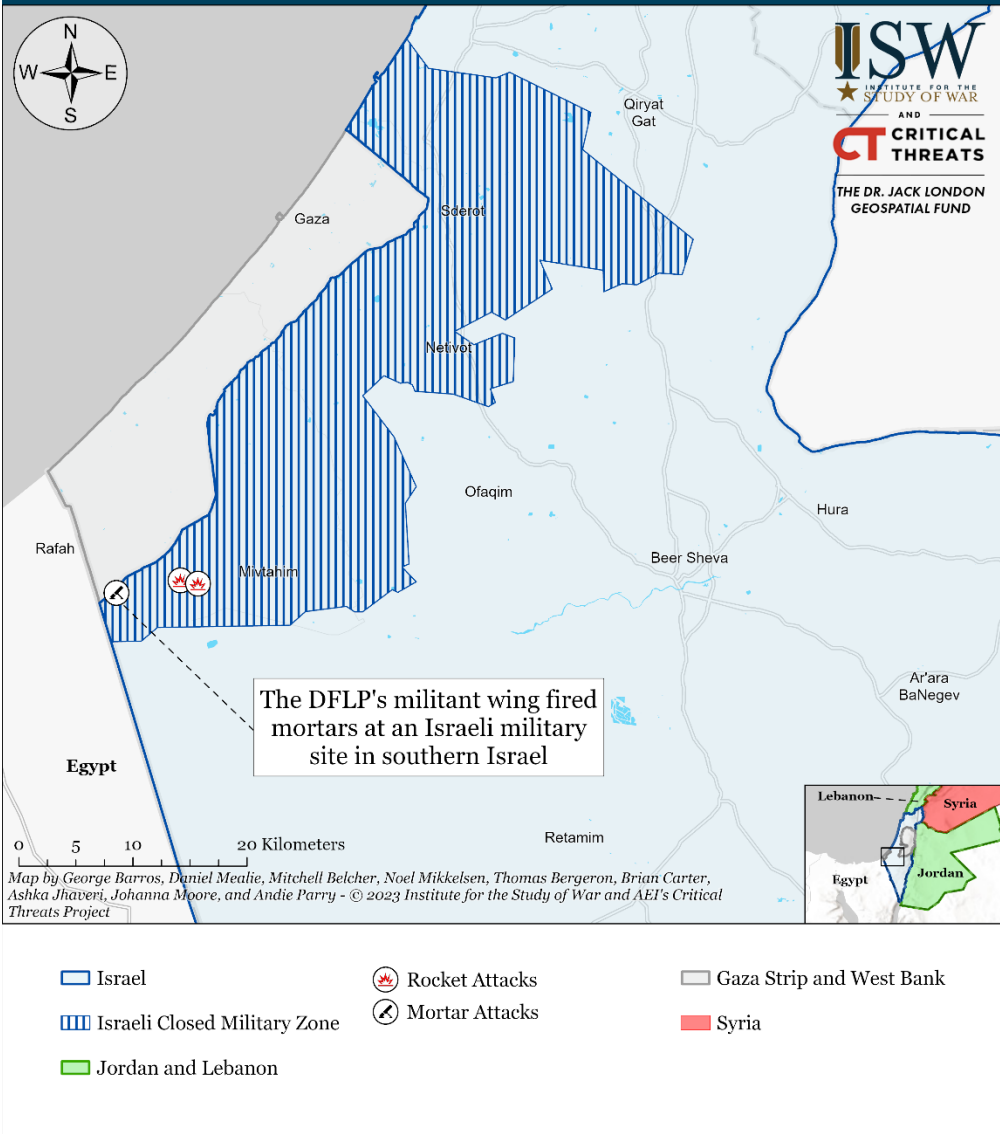 N
W E
S
ISW
INSTITUTE FOR THE
STUDY OF WAR
AND
CT CRITICAL
THREATS
THE DR. JACK LONDON
GEOSPATIAL FUND
Qiryat
Gat
Gaza
Sderot
Netivot
Ofaqim
Hura
Rafah
Beer Sheva
Mivtahim
Ar'ara
BaNegev
The DFLP's militant wing fired
mortars at an Israeli military
site in southern Israel
Egypt
Retamim
0 5 10 20 Kilometers
Map by George Barros, Daniel Mealie, Mitchell Belcher, Noel Mikkelsen, Thomas Bergeron, Brian Carter,
Ashka Jhaveri, Johanna Moore, and Andie Parry - © 2023 Institute for the Study of War and AEI's Critical
Threats Project
Lebanon
Syria
Egypt
Jordan
Israel
Israeli Closed Military Zone
Jordan and Lebanon
Rocket Attacks
Mortar Attacks
Gaza Strip and West Bank
Syria